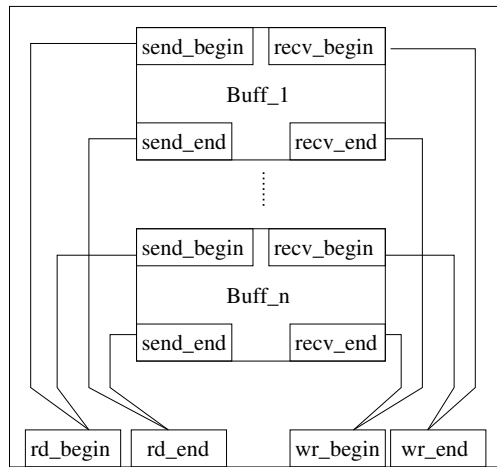 send_begin recv_begin
Buff_1
send_end recv_end
send_begin recv_begin
Buff_n
send_end recv_end
rd_begin rd_end wr_begin wr_end